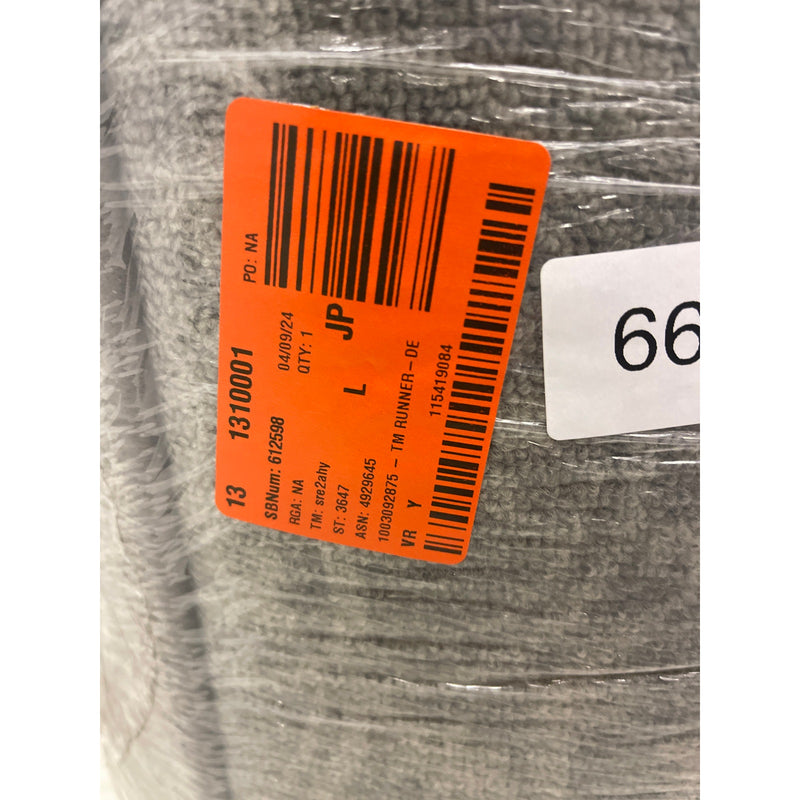 13 1310001 PO: NA
SBNum: 612598 04/09/24
RGA: NA QTY: 1
TM: sre2ahy
ST: 3647 L JP
ASN: 4929645
1003092875 – TM RUNNER–DE
VR Y 115419084
66